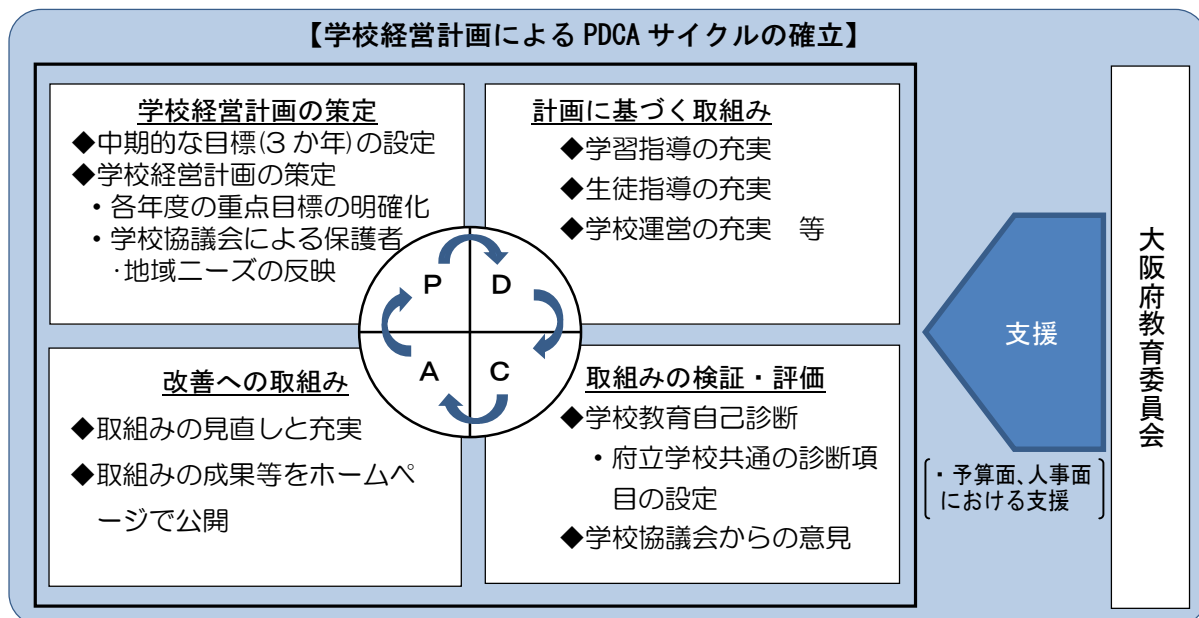 【学校経営計画による PDCA サイクルの確立】
学校経営計画の策定
◆中期的な目標(3 か年)の設定
◆学校経営計画の策定
・各年度の重点目標の明確化
・学校協議会による保護者
・地域ニーズの反映
計画に基づく取組み
◆学習指導の充実
◆生徒指導の充実
◆学校運営の充実　等
P
D
A
C
改善への取組み
◆取組みの見直しと充実
◆取組みの成果等をホームペ
ージで公開
取組みの検証・評価
◆学校教育自己診断
・府立学校共通の診断項
目の設定
◆学校協議会からの意見
支援
・予算面、人事面
における支援
大阪府教育委員会